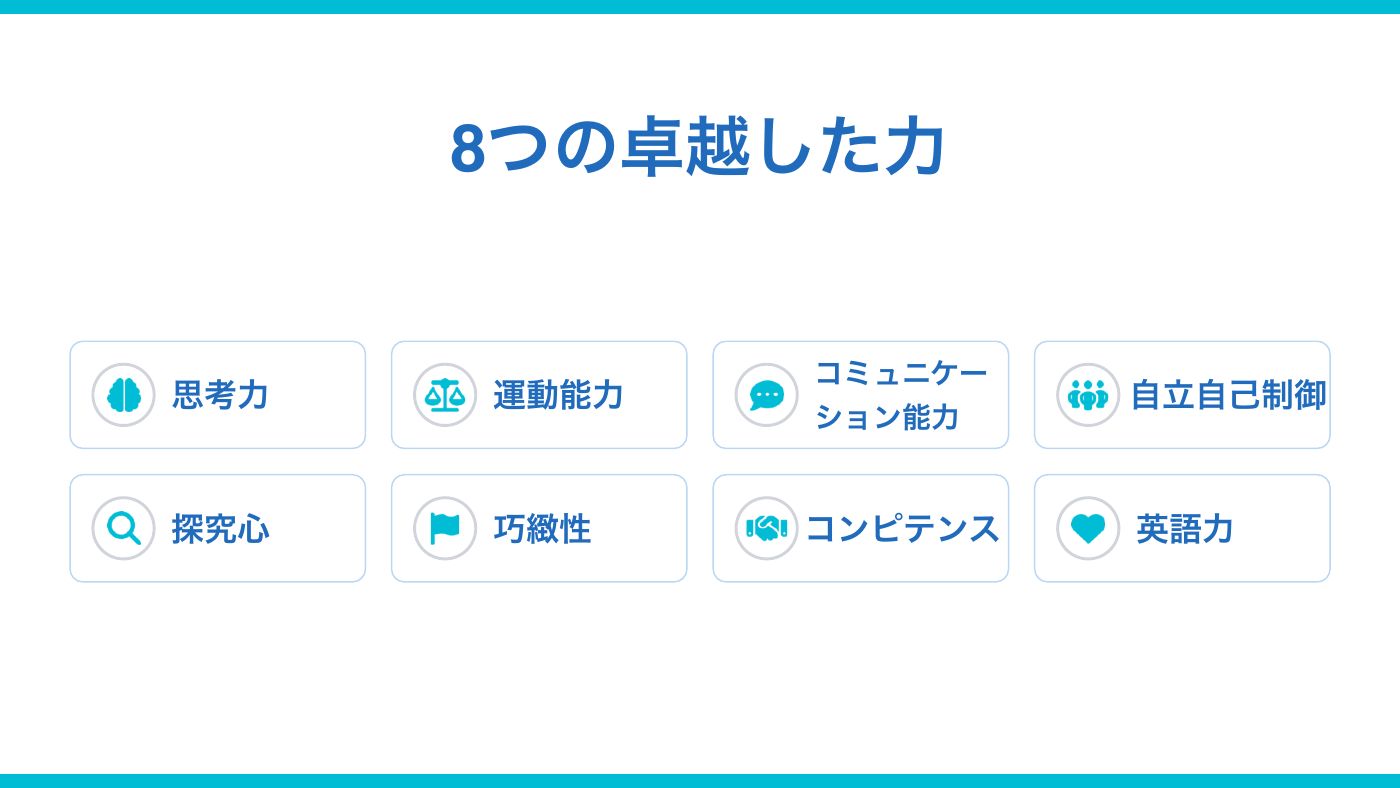 8つの卓越した力
思考力
運動能力
コミュニケー
ション能力
自立自己制御
探究心
巧緻性
コンピテンス
英語力